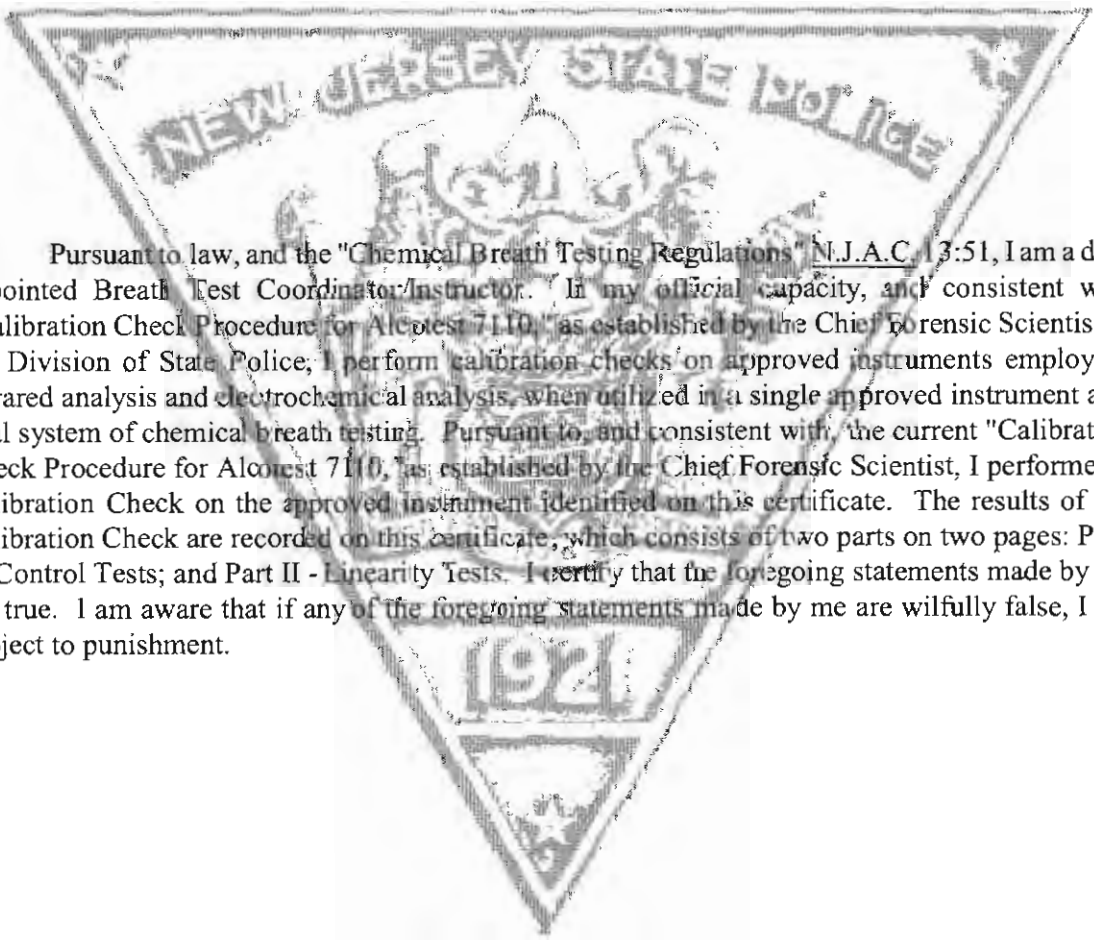 NEW JERSEY STATE POLICE
Pursuant to law, and the "Chemical Breath Testing Regulations" N.J.A.C. 13:51, I am a d
pointed Breath Test Coordinator/Instructor. In my official capacity, and consistent w
alibration Check Procedure for Alcotest 7110," as established by the Chief Forensic Scientis
Division of State Police; I perform calibration checks on approved instruments employ
rared analysis and electrochemical analysis, when utilized in a single approved instrument a
al system of chemical breath testing. Pursuant to, and consistent with, the current "Calibrat
eck Procedure for Alcotest 7110," as established by the Chief Forensic Scientist, I performe
libration Check on the approved instrument identified on this certificate. The results of
libration Check are recorded on this certificate, which consists of two parts on two pages: P
Control Tests; and Part II - Linearity Tests. I certify that the foregoing statements made by
true. I am aware that if any of the foregoing statements made by me are wilfully false, I
ject to punishment.
1921